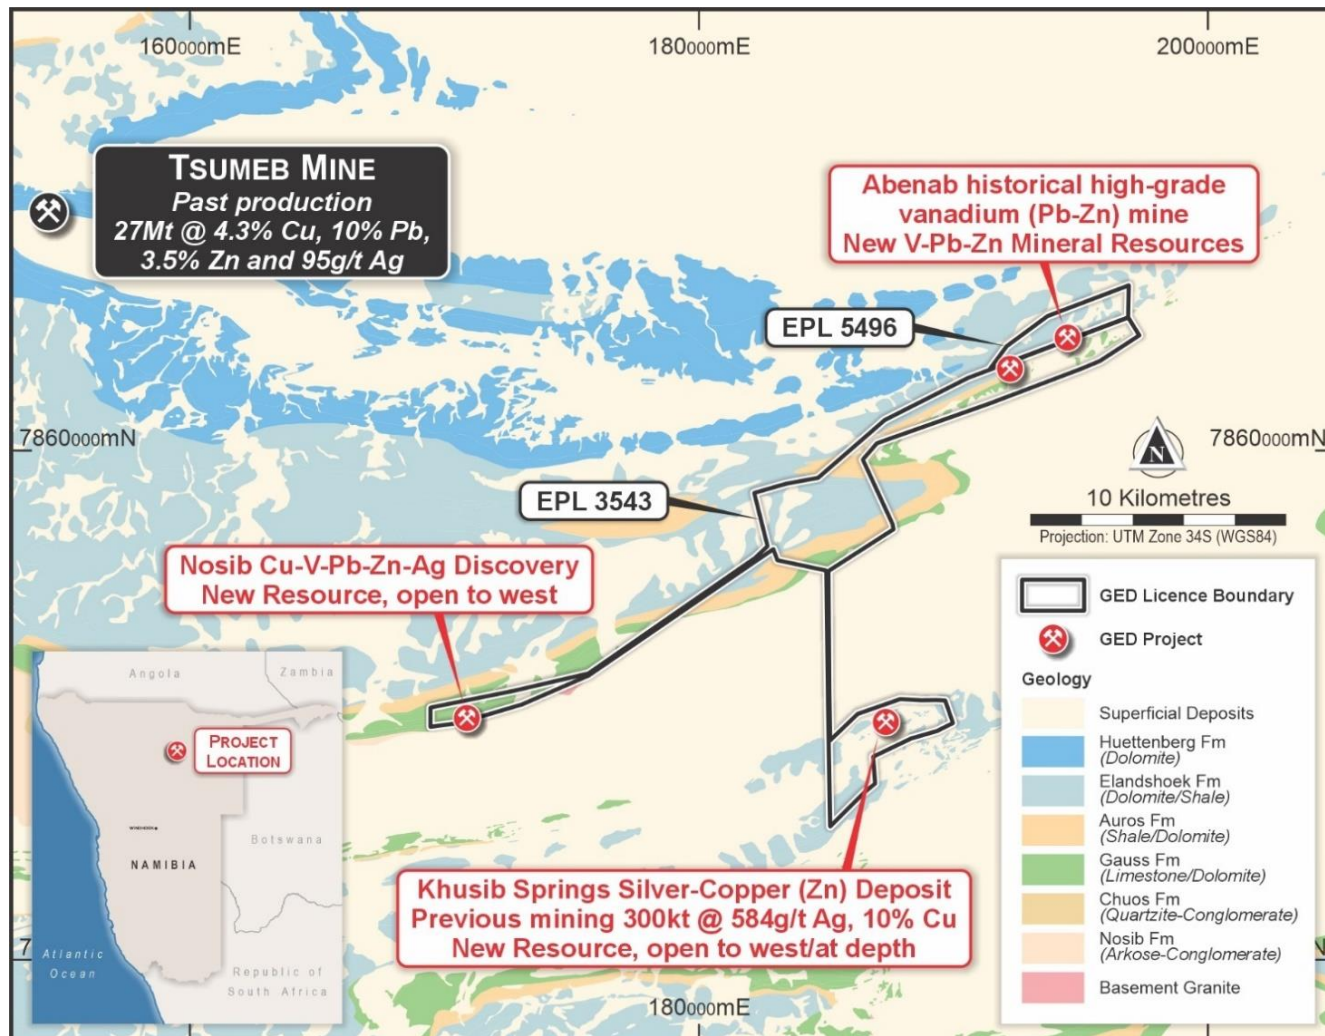 160000mE
180000mE
200000mE
TSUMEB MINE
Past production
27Mt @ 4.3% Cu, 10% Pb,
3.5% Zn and 95g/t Ag
Abenab historical high-grade
vanadium (Pb-Zn) mine
New V-Pb-Zn Mineral Resources
EPL 5496
7860000mN
7860000mN
N
EPL 3543
10 Kilometres
Projection: UTM Zone 34S (WGS84)
Nosib Cu-V-Pb-Zn-Ag Discovery
New Resource, open to west
GED Licence Boundary
GED Project
Geology
Superficial Deposits
Huettenberg Fm
(Dolomite)
Elandshoek Fm
(Dolomite/Shale)
Auros Fm
(Shale/Dolomite)
Gauss Fm
(Limestone/Dolomite)
Chuos Fm
(Quartzite-Conglomerate)
Nosib Fm
(Arkose-Conglomerate)
Basement Granite
Angola
Zambia
PROJECT
LOCATION
WINDHOEK
Botswana
NAMIBIA
Atlantic
Ocean
Republic of
South Africa
Khusib Springs Silver-Copper (Zn) Deposit
Previous mining 300kt @ 584g/t Ag, 10% Cu
New Resource, open to west/at depth
7
N
180000mE